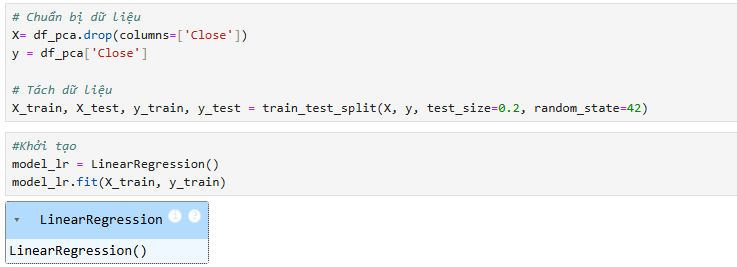 # Chuẩn bị dữ liệu
X= df_pca.drop(columns=['Close'])
y = df_pca['Close']
# Tách dữ liệu
X_train, X_test, y_train, y_test = train_test_split(X, y, test_size=0.2, random_state=42)
#Khởi tạo
model_lr = LinearRegression()
model_lr.fit(X_train, y_train)
▾ LinearRegression i ?
LinearRegression()